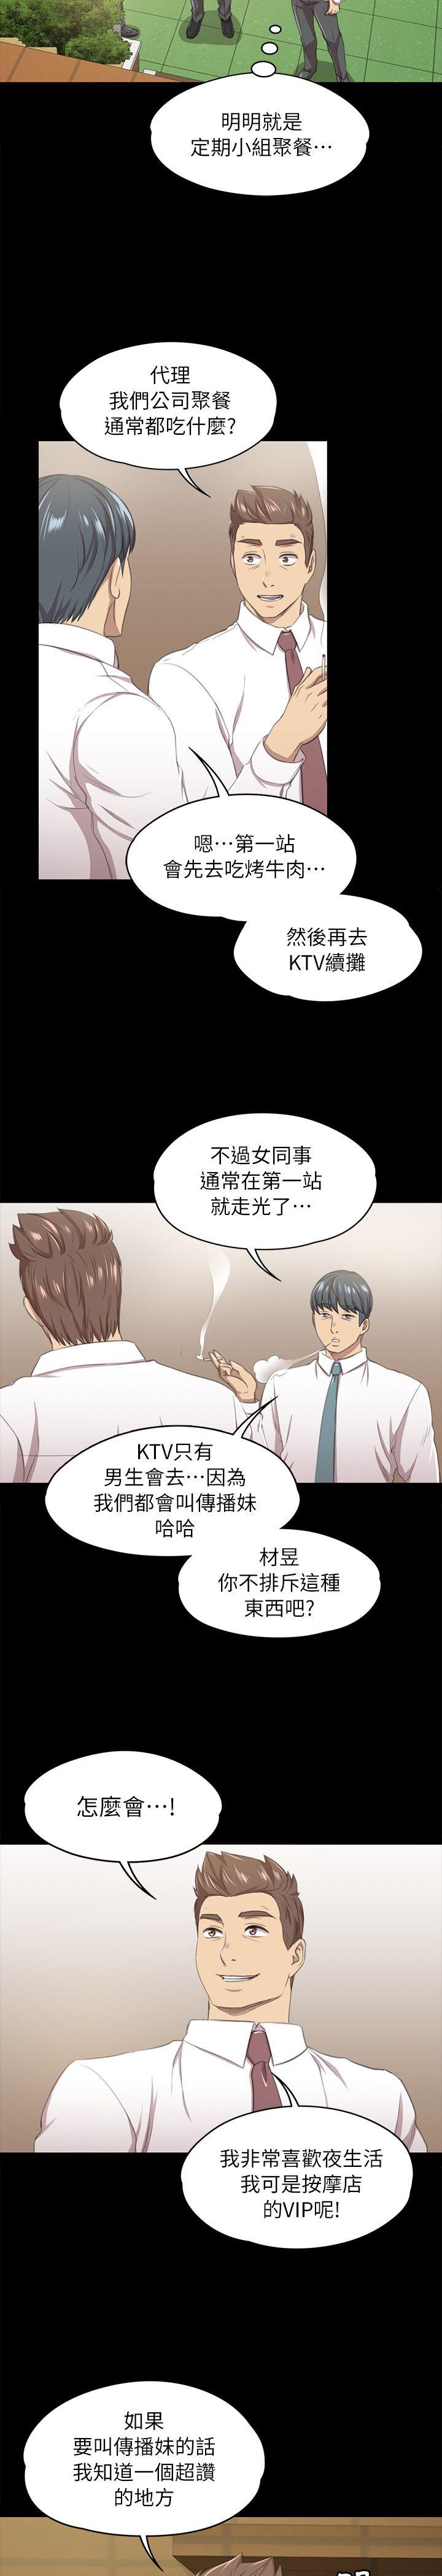 明明就是
定期小組聚餐⋯
代理
我們公司聚餐
通常都吃什麼?
嗯⋯第一站
會先去吃烤牛肉⋯
然後再去
KTV續攤
不過女同事
通常在第一站
就走光了⋯
KTV只有
男生會去⋯因為
我們都會叫傳播妹
哈哈
材昱
你不排斥這種
東西吧?
怎麼會⋯!
我非常喜歡夜生活
我可是按摩店
的VIP呢!
如果
要叫傳播妹的話
我知道一個超讚
的地方